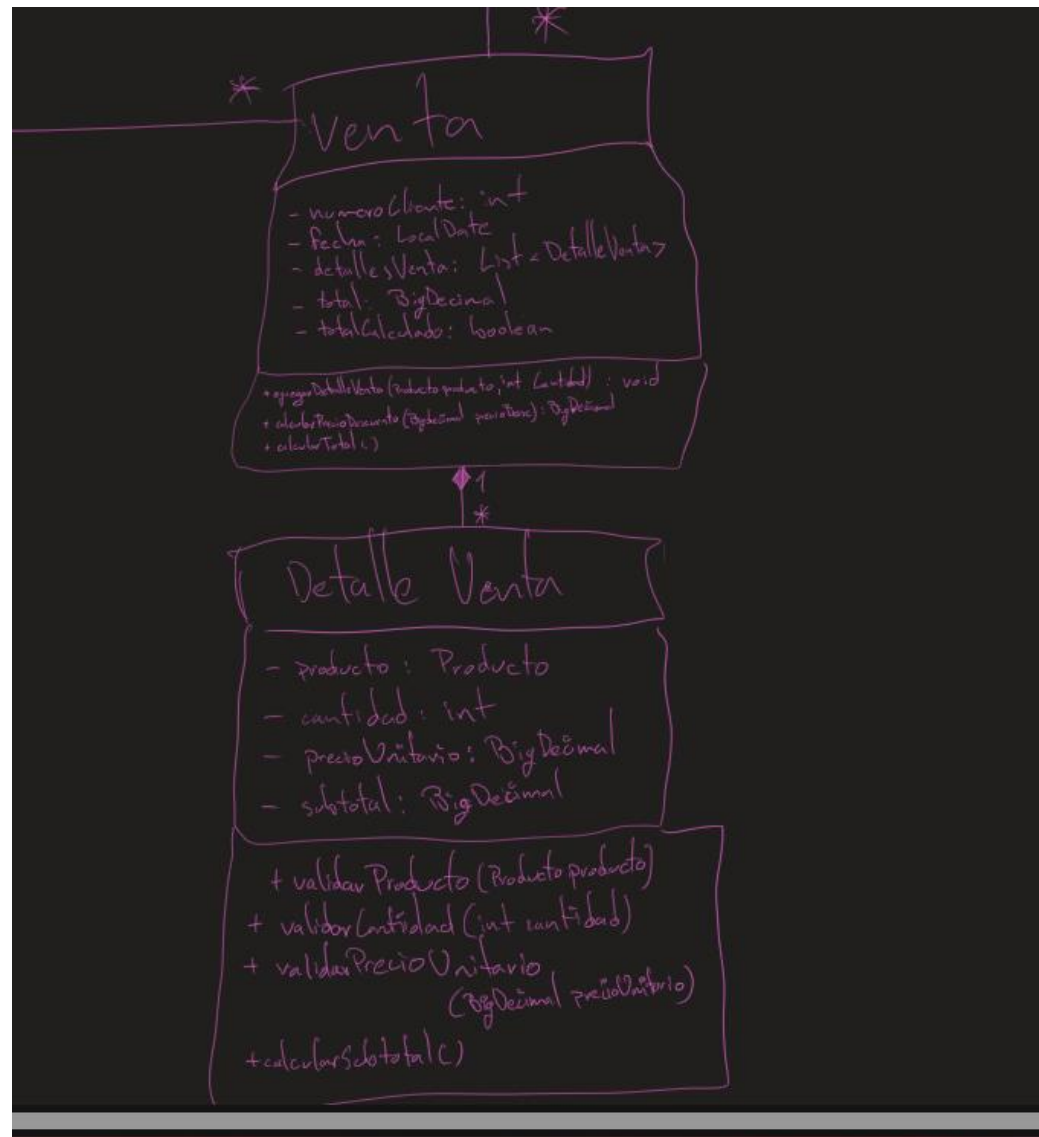 *
*
Venta
- numeroCliente: int
- fecha: LocalDate
- detallesVenta: List<DetalleVenta>
- total: BigDecimal
- totalCalculado: boolean
+ agregarDetalleVenta (Producto producto, int Cantidad) : void
+ calcularPrecioDescuento (BigDecimal precioBase): BigDecimal
+ calcularTotal ()
1
*
Detalle Venta
- producto: Producto
- cantidad: int
- precioUnitario: BigDecimal
- subtotal: BigDecimal
+ validar Producto (Producto producto)
+ validarCantidad (int cantidad)
+ validarPrecioUnitario
(BigDecimal precioUnitario)
+calcularSubtotal()